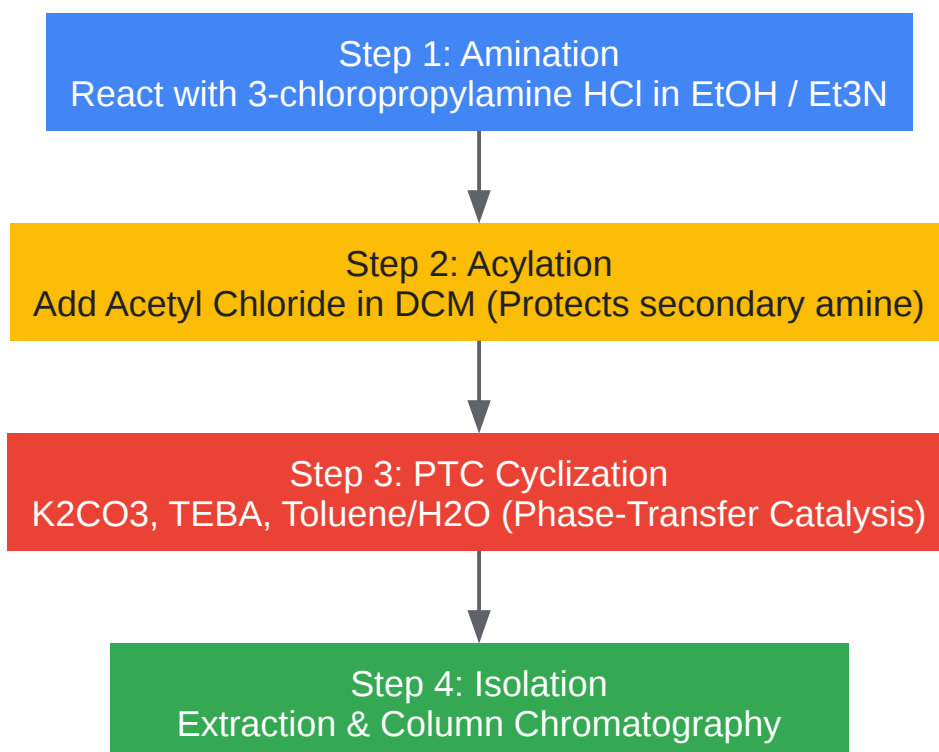 Step 1: Amination
React with 3-chloropropylamine HCl in EtOH / Et3N
Step 2: Acylation
Add Acetyl Chloride in DCM (Protects secondary amine)
Step 3: PTC Cyclization
K2CO3, TEBA, Toluene/H2O (Phase-Transfer Catalysis)
Step 4: Isolation
Extraction & Column Chromatography